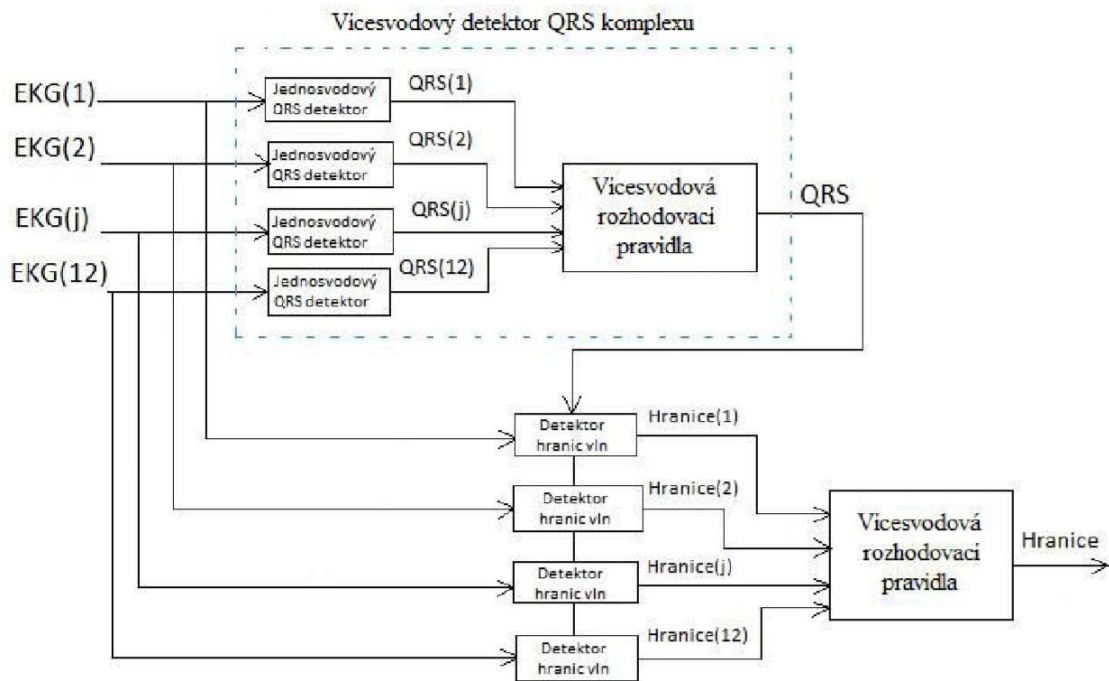 Vícesvodový detektor QRS komplexu
EKG(1)
Jednosvodový
QRS detektor
QRS(1)
EKG(2)
Jednosvodový
QRS detektor
QRS(2)
EKG(j)
Jednosvodový
QRS detektor
QRS(j)
EKG(12)
Jednosvodový
QRS detektor
QRS(12)
Vícesvodová
rozhodovací
pravidla
QRS
Detektor
hranic vln
Hranice(1)
Detektor
hranic vln
Hranice(2)
Detektor
hranic vln
Hranice(j)
Detektor
hranic vln
Hranice(12)
Vícesvodová
rozhodovací
pravidla
Hranice